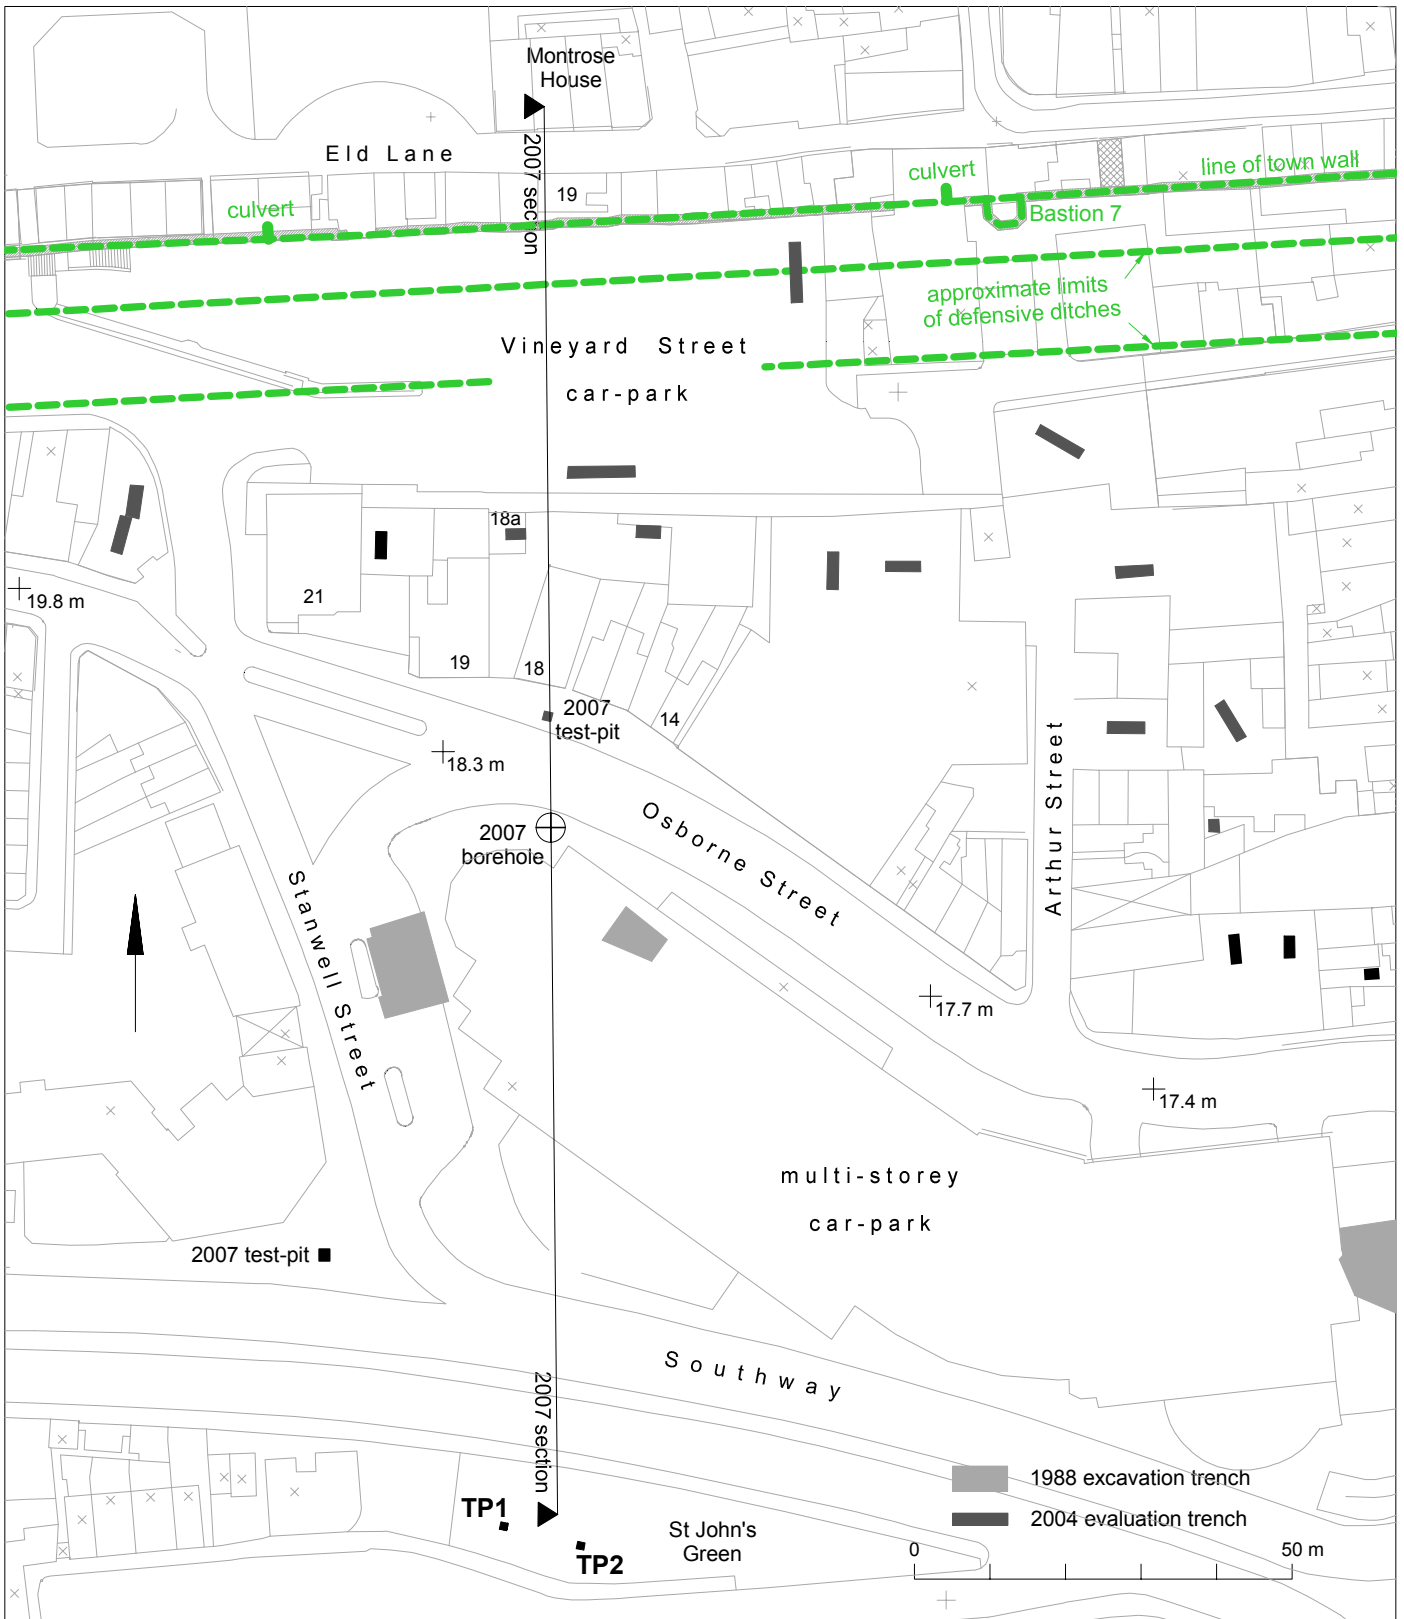 Montrose
House
Eld Lane
2007 section
19
culvert
culvert
line of town wall
Bastion 7
approximate limits
of defensive ditches
Vineyard Street
car-park
18a
21
19
18
14
19.8 m
2007
test-pit
18.3 m
2007
borehole
Osborne Street
Arthur Street
Stanwell Street
17.7 m
17.4 m
multi-storey
car-park
2007 test-pit
Southway
2007 section
TP1
TP2
St John's
Green
1988 excavation trench
2004 evaluation trench
0
50 m